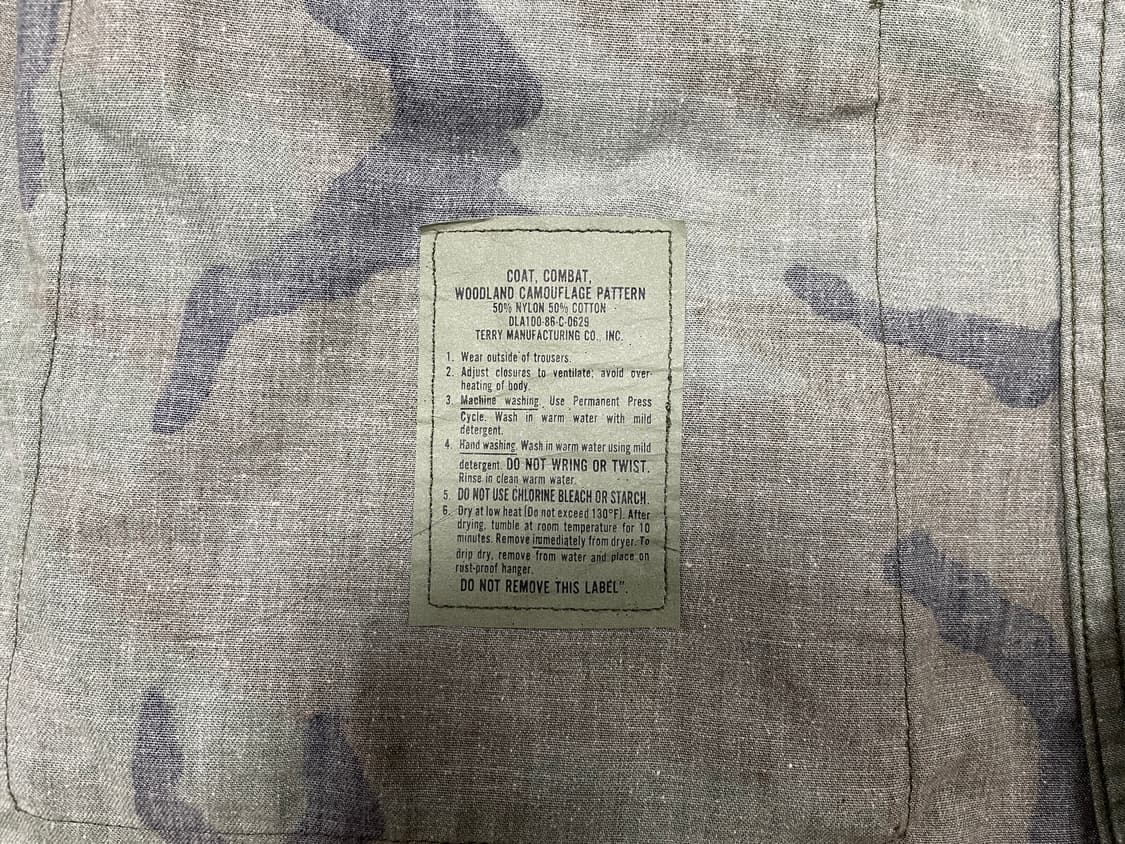 COAT, COMBAT,
WOODLAND CAMOUFLAGE PATTERN
50% NYLON 50% COTTON
DLA100-86-C-0629
TERRY MANUFACTURING CO., INC.
1. Wear outside of trousers.
2. Adjust closures to ventilate; avoid over-
heating of body.
3. Machine washing. Use Permanent Press
Cycle. Wash in warm water with mild
detergent.
4. Hand washing. Wash in warm water using mild
detergent. DO NOT WRING OR TWIST.
Rinse in clean warm water.
5. DO NOT USE CHLORINE BLEACH OR STARCH.
6. Dry at low heat (Do not exceed 130°F). After
drying, tumble at room temperature for 10
minutes. Remove immediately from dryer. To
drip dry, remove from water and place on
rust-proof hanger.
DO NOT REMOVE THIS LABEL".